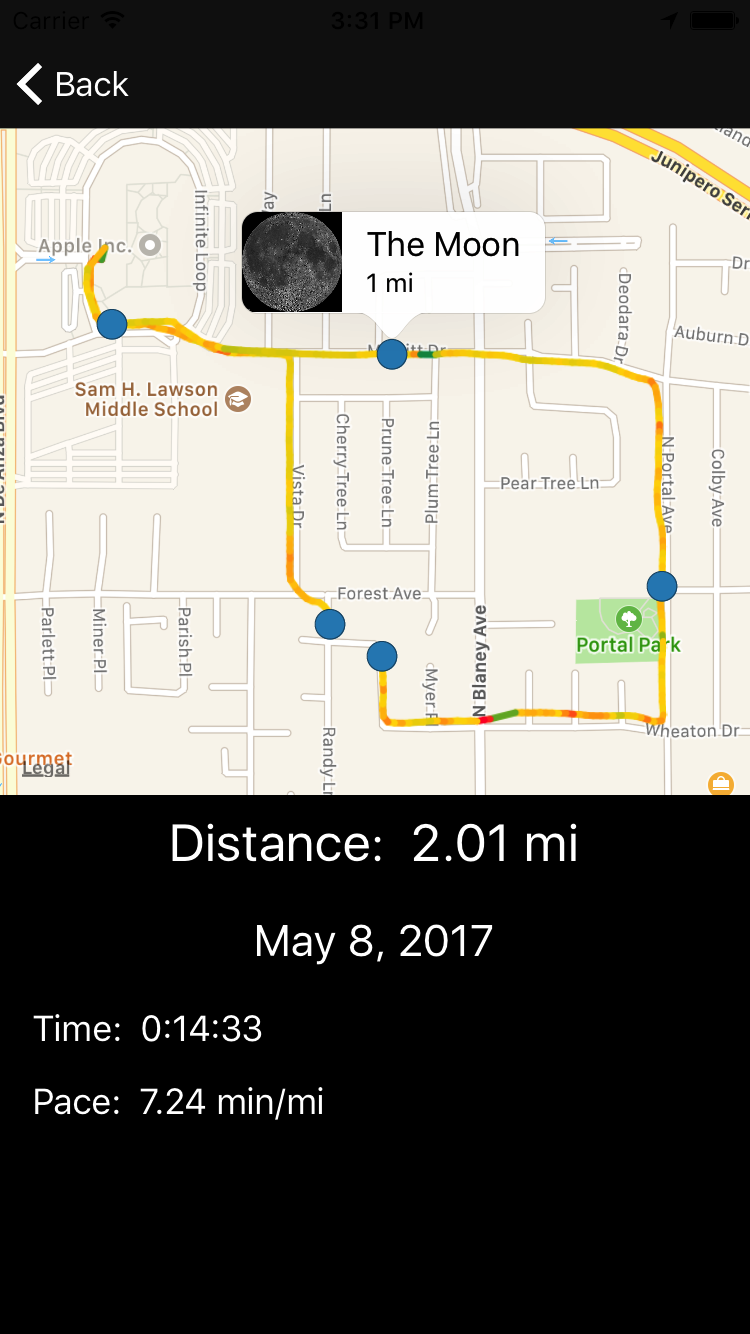 Carrier 3:31 PM
Back
Junipero Ser
Infinite Loop
Apple Inc.
The Moon
1 mi
Dr
Deodara Dr
Auburn D
Sam H. Lawson
Middle School
Cherry Tree Ln
Prune Tree Ln
Plum Tree Ln
Vista Dr
Pear Tree Ln
N Portal Ave
Colby Ave
Forest Ave
Parlett Pl
Miner Pl
Parish Pl
N Blaney Ave
Portal Park
Wheaton Dr
Randy Ln
ourmet
Legal
Distance: 2.01 mi
May 8, 2017
Time: 0:14:33
Pace: 7.24 min/mi